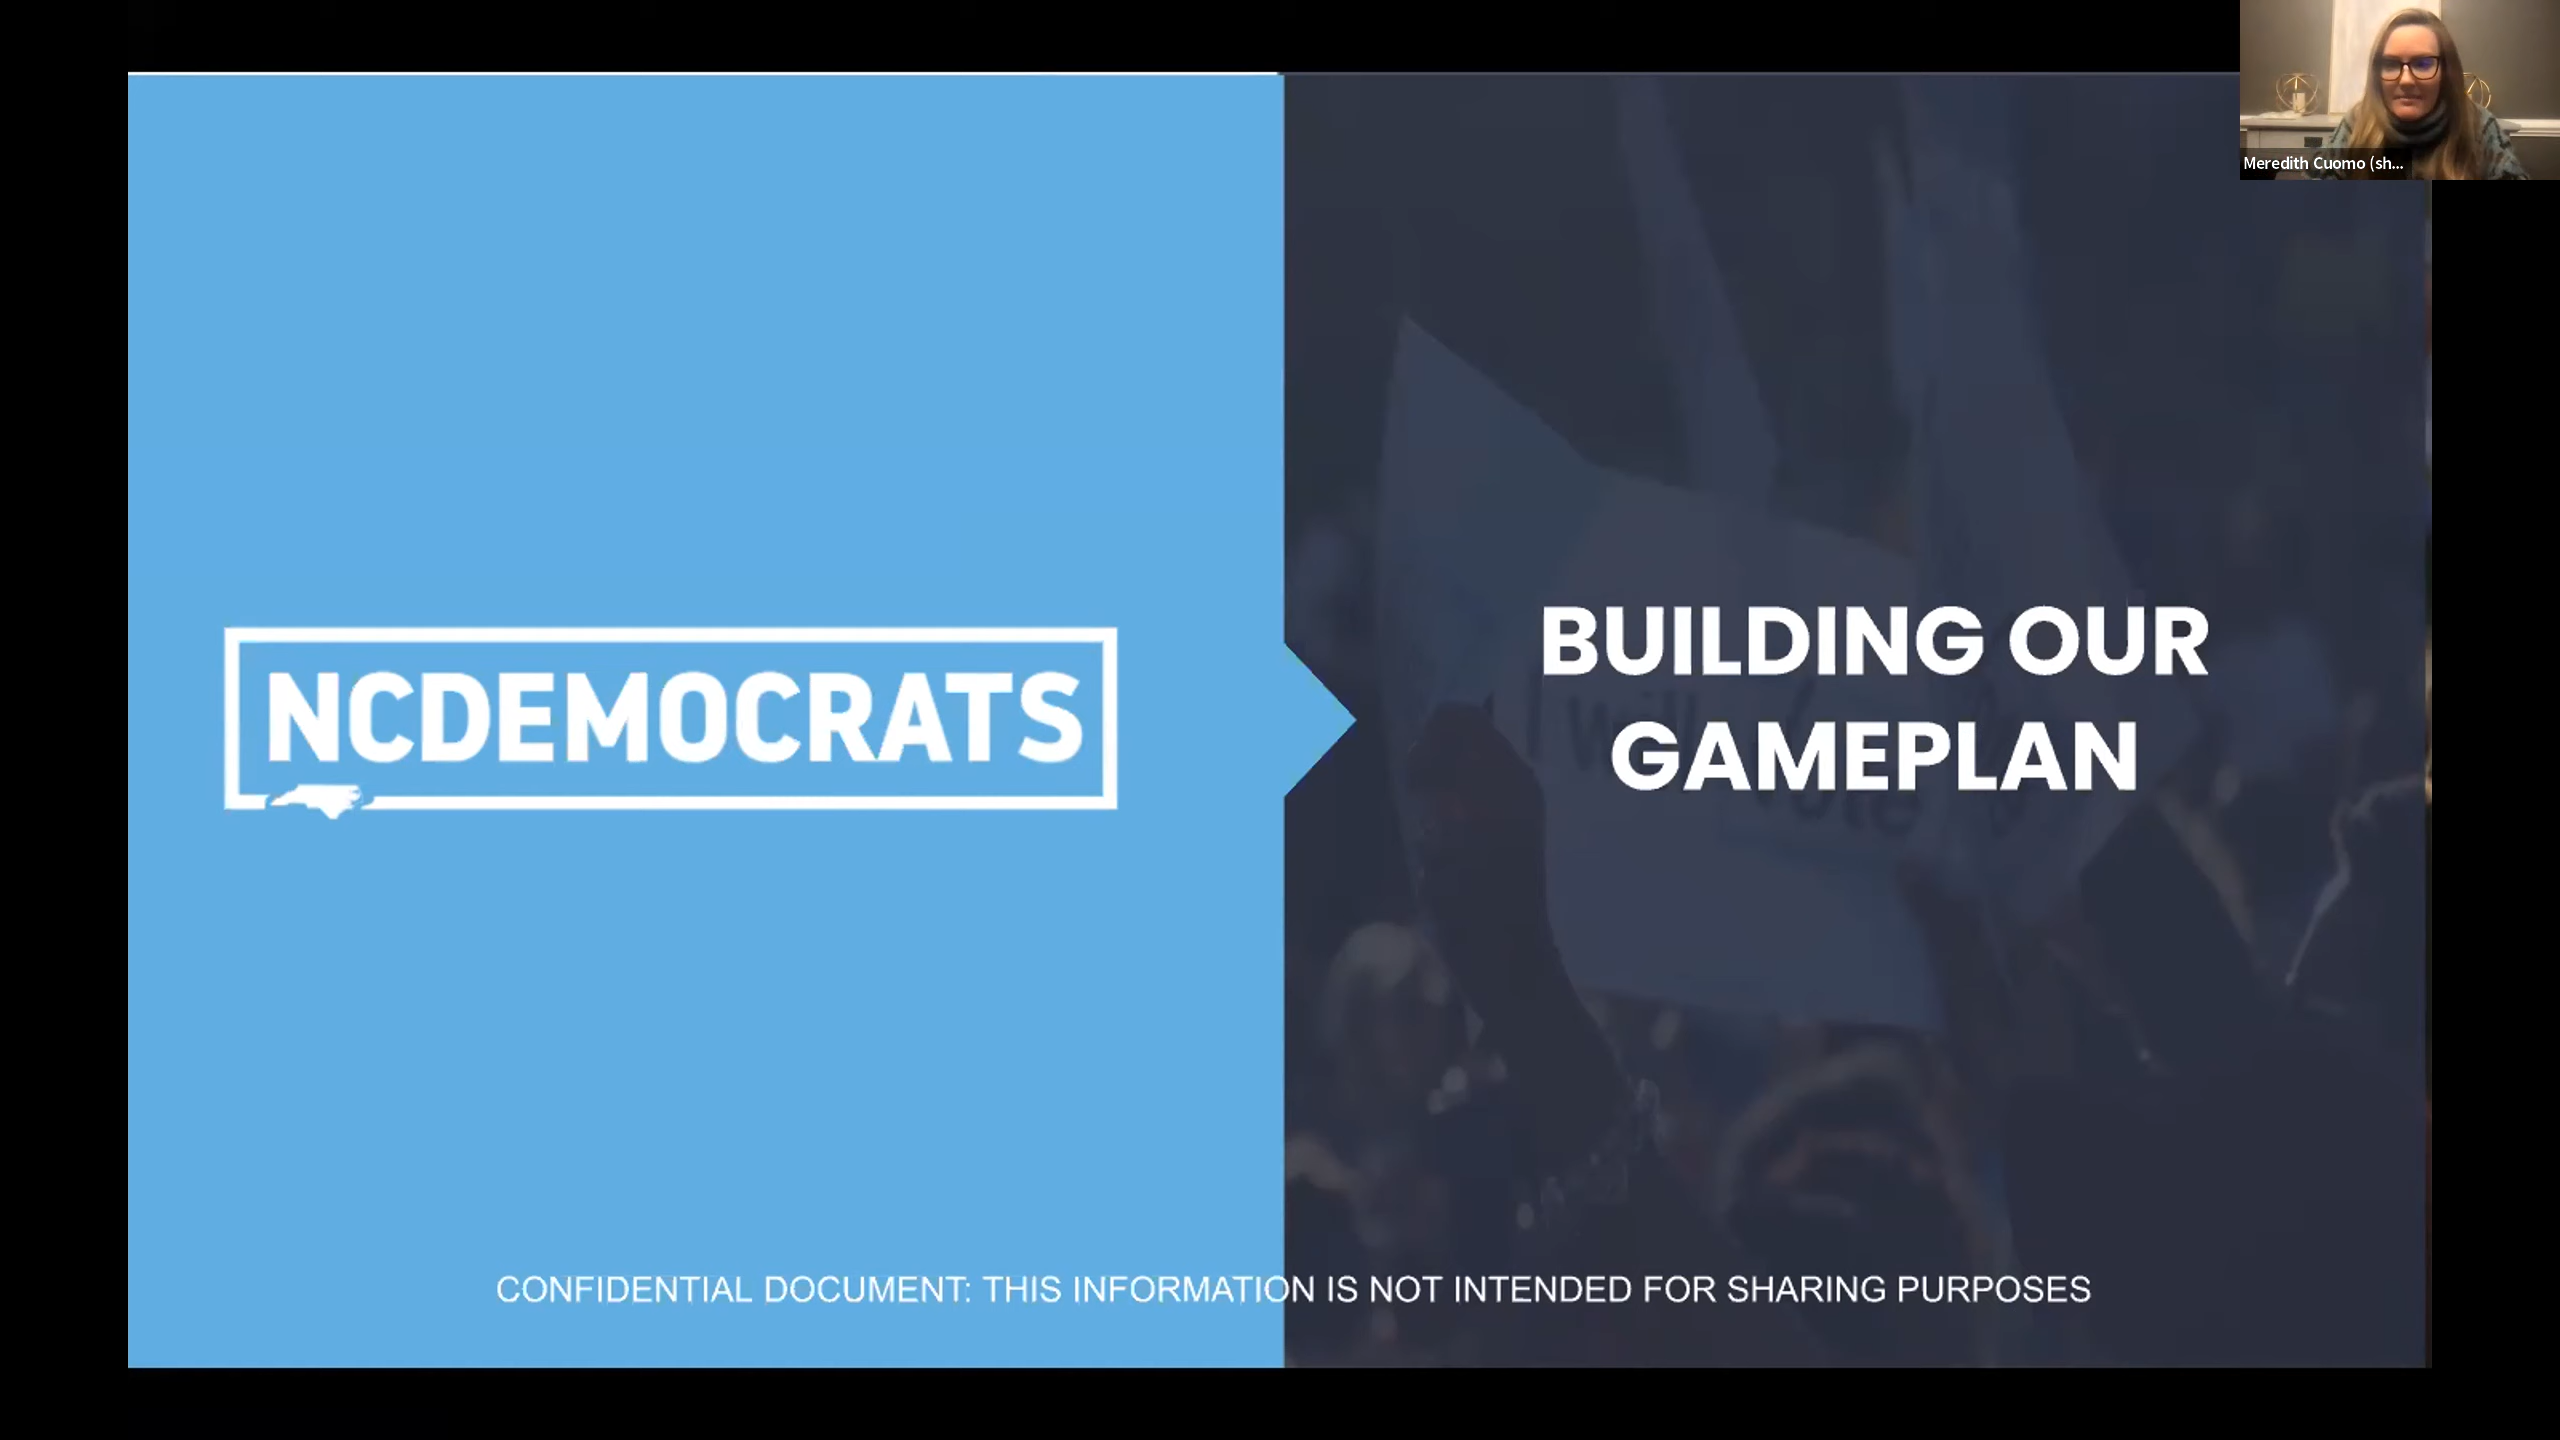 Meredith Cuomo (sh...
NCDEMOCRATS
BUILDING OUR
GAMEPLAN
CONFIDENTIAL DOCUMENT: THIS INFORMATION IS NOT INTENDED FOR SHARING PURPOSES